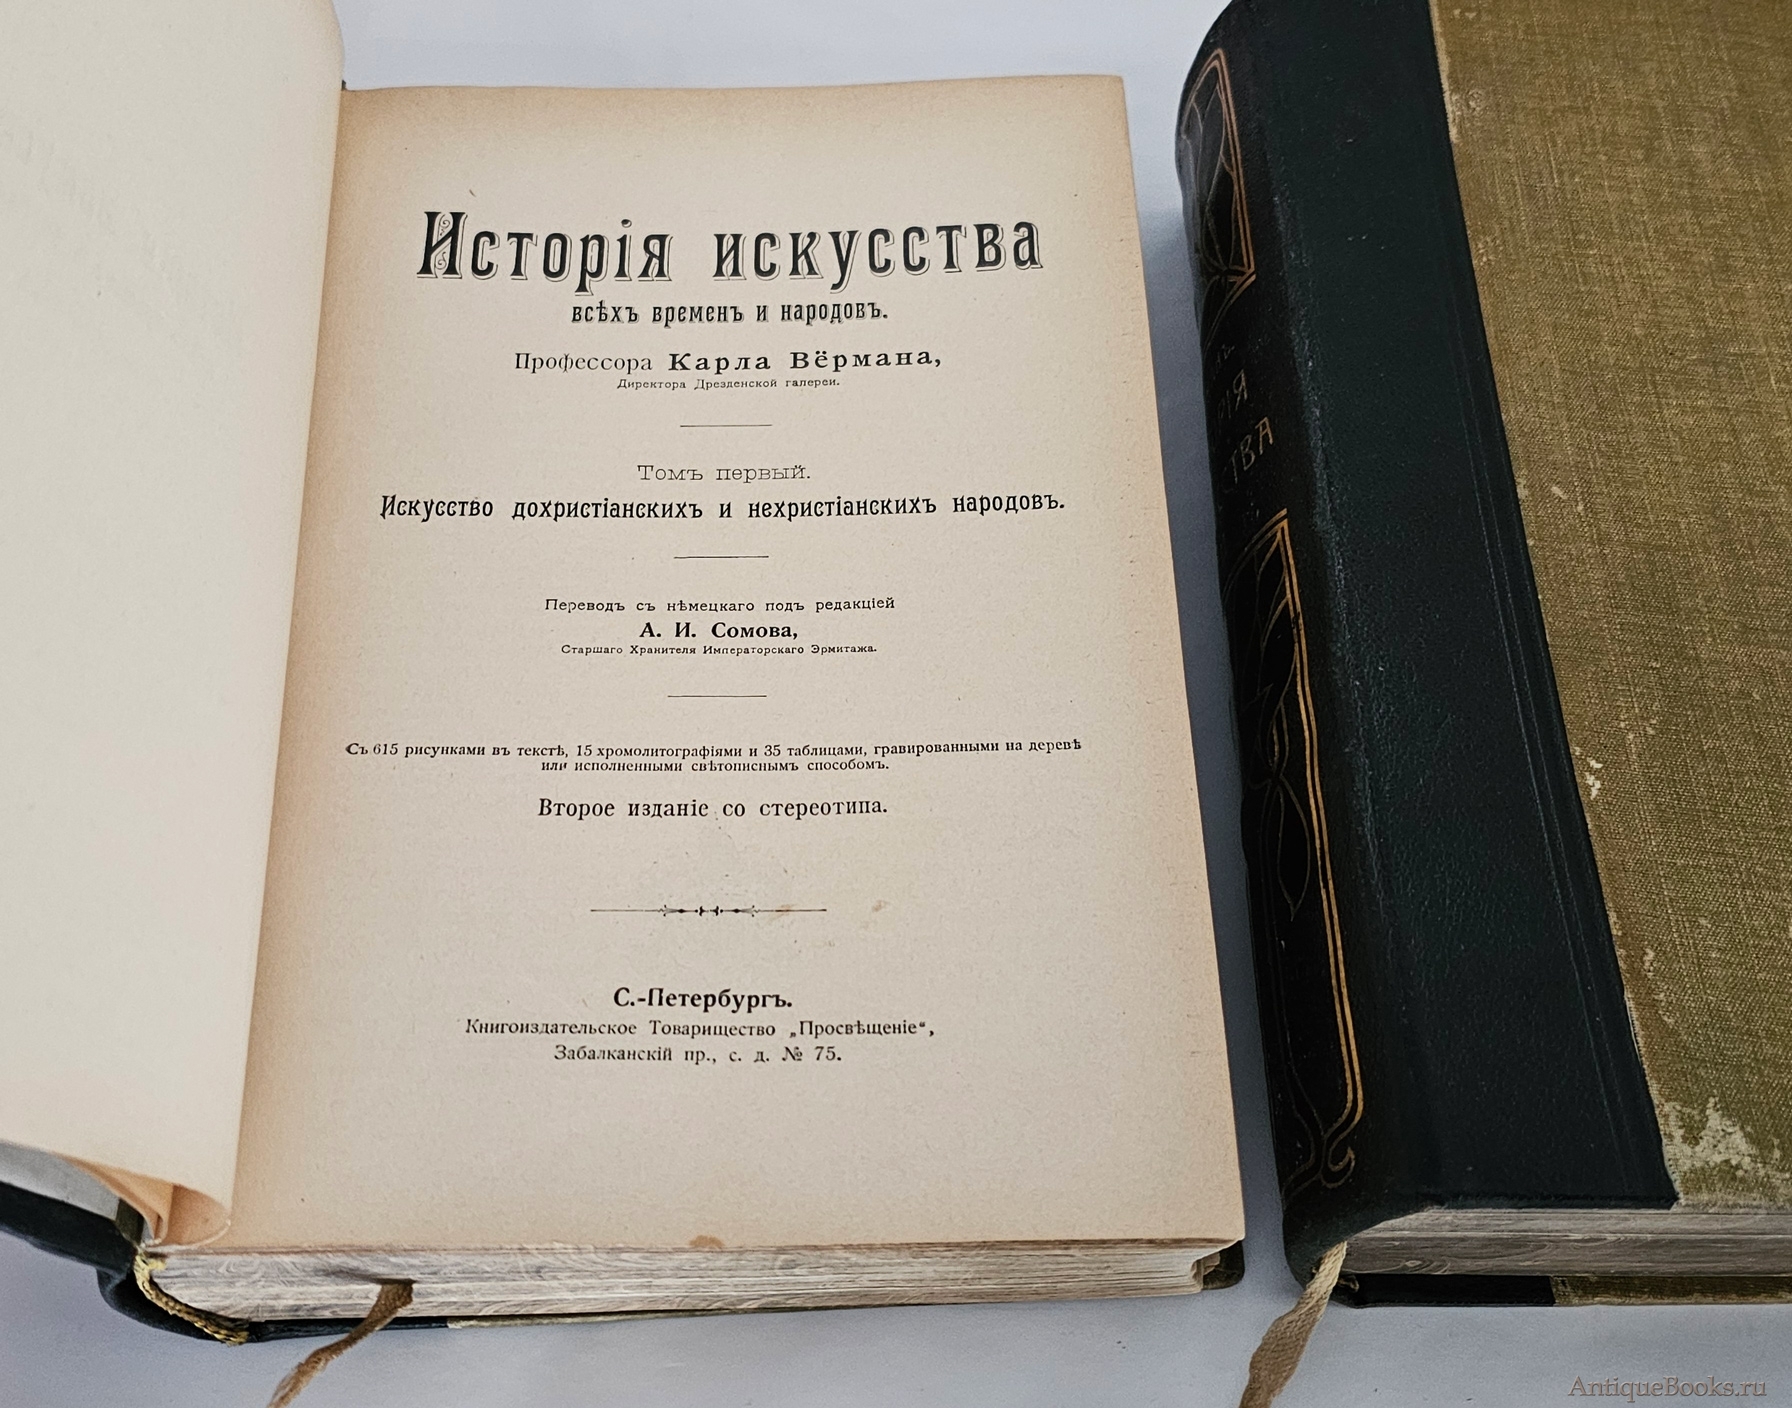 Исторія искусства
всѣхъ временъ и народовъ.
Профессора Карла Вёрмана,
Директора Дрезденской галереи.
Томъ первый.
Искусство дохристіанскихъ и нехристіанскихъ народовъ.
Переводъ съ нѣмецкаго подъ редакціей
А. И. Сомова,
Старшаго Хранителя Императорскаго Эрмитажа.
Съ 615 рисунками въ текстѣ, 15 хромолитографіями и 35 таблицами, гравированными на деревѣ
или исполненными свѣтописнымъ способомъ.
Второе изданіе со стереотипа.
С.-Петербургъ.
Книгоиздательское Товарищество „Просвѣщеніе“,
Забалканскій пр., с. д. № 75.
AntiqueBooks.ru